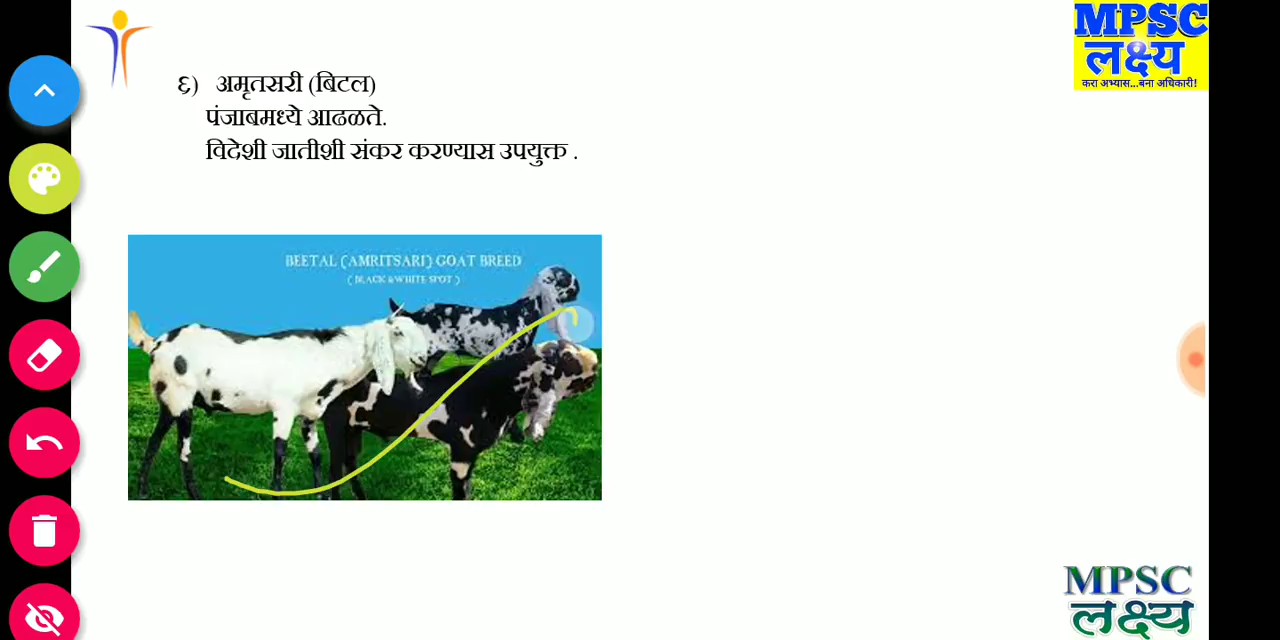 MPSC
लक्ष्य
करा अभ्यास...बना अधिकारी!
६) अमृतसरी (बिटल)
पंजाबमध्ये आढळते.
विदेशी जातीशी संकर करण्यास उपयुक्त .
BEETAL (AMRITSARI) GOAT BREED
( BLACK &WHITE SPOT )
MPSC
लक्ष्य